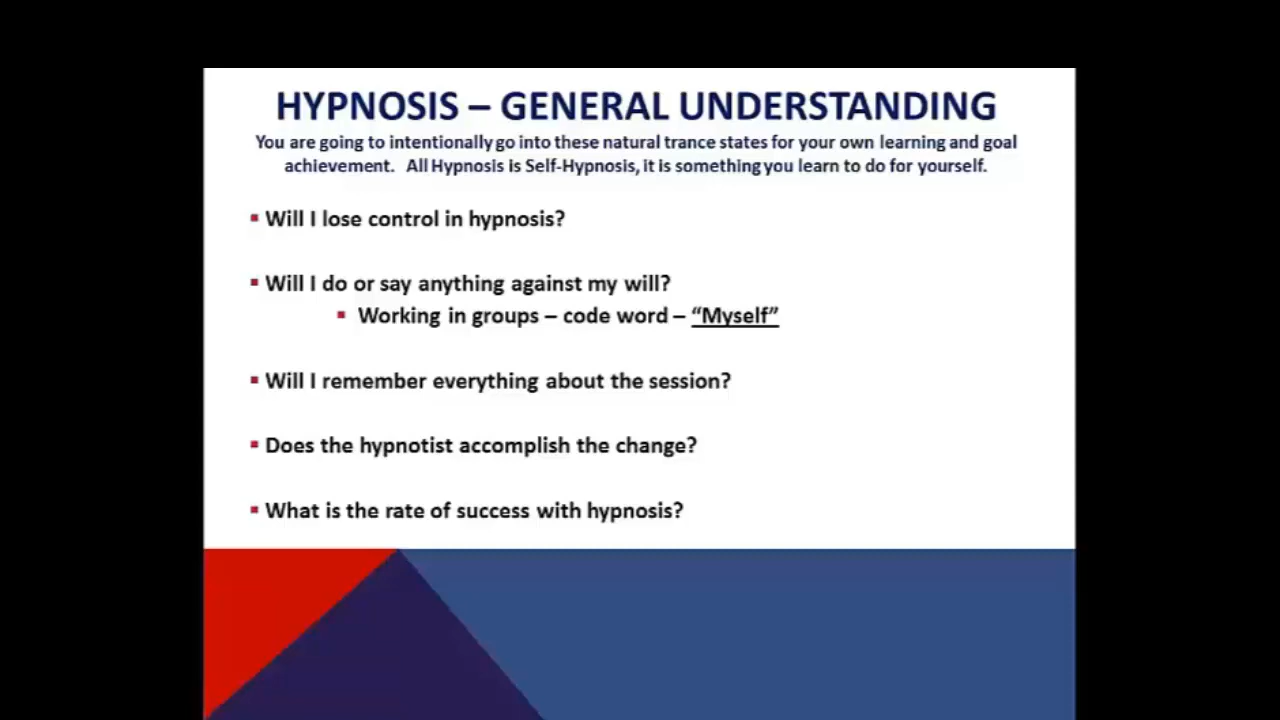 HYPNOSIS – GENERAL UNDERSTANDING
You are going to intentionally go into these natural trance states for your own learning and goal
achievement. All Hypnosis is Self-Hypnosis, it is something you learn to do for yourself.
▪ Will I lose control in hypnosis?
▪ Will I do or say anything against my will?
▪ Working in groups – code word – “Myself”
▪ Will I remember everything about the session?
▪ Does the hypnotist accomplish the change?
▪ What is the rate of success with hypnosis?